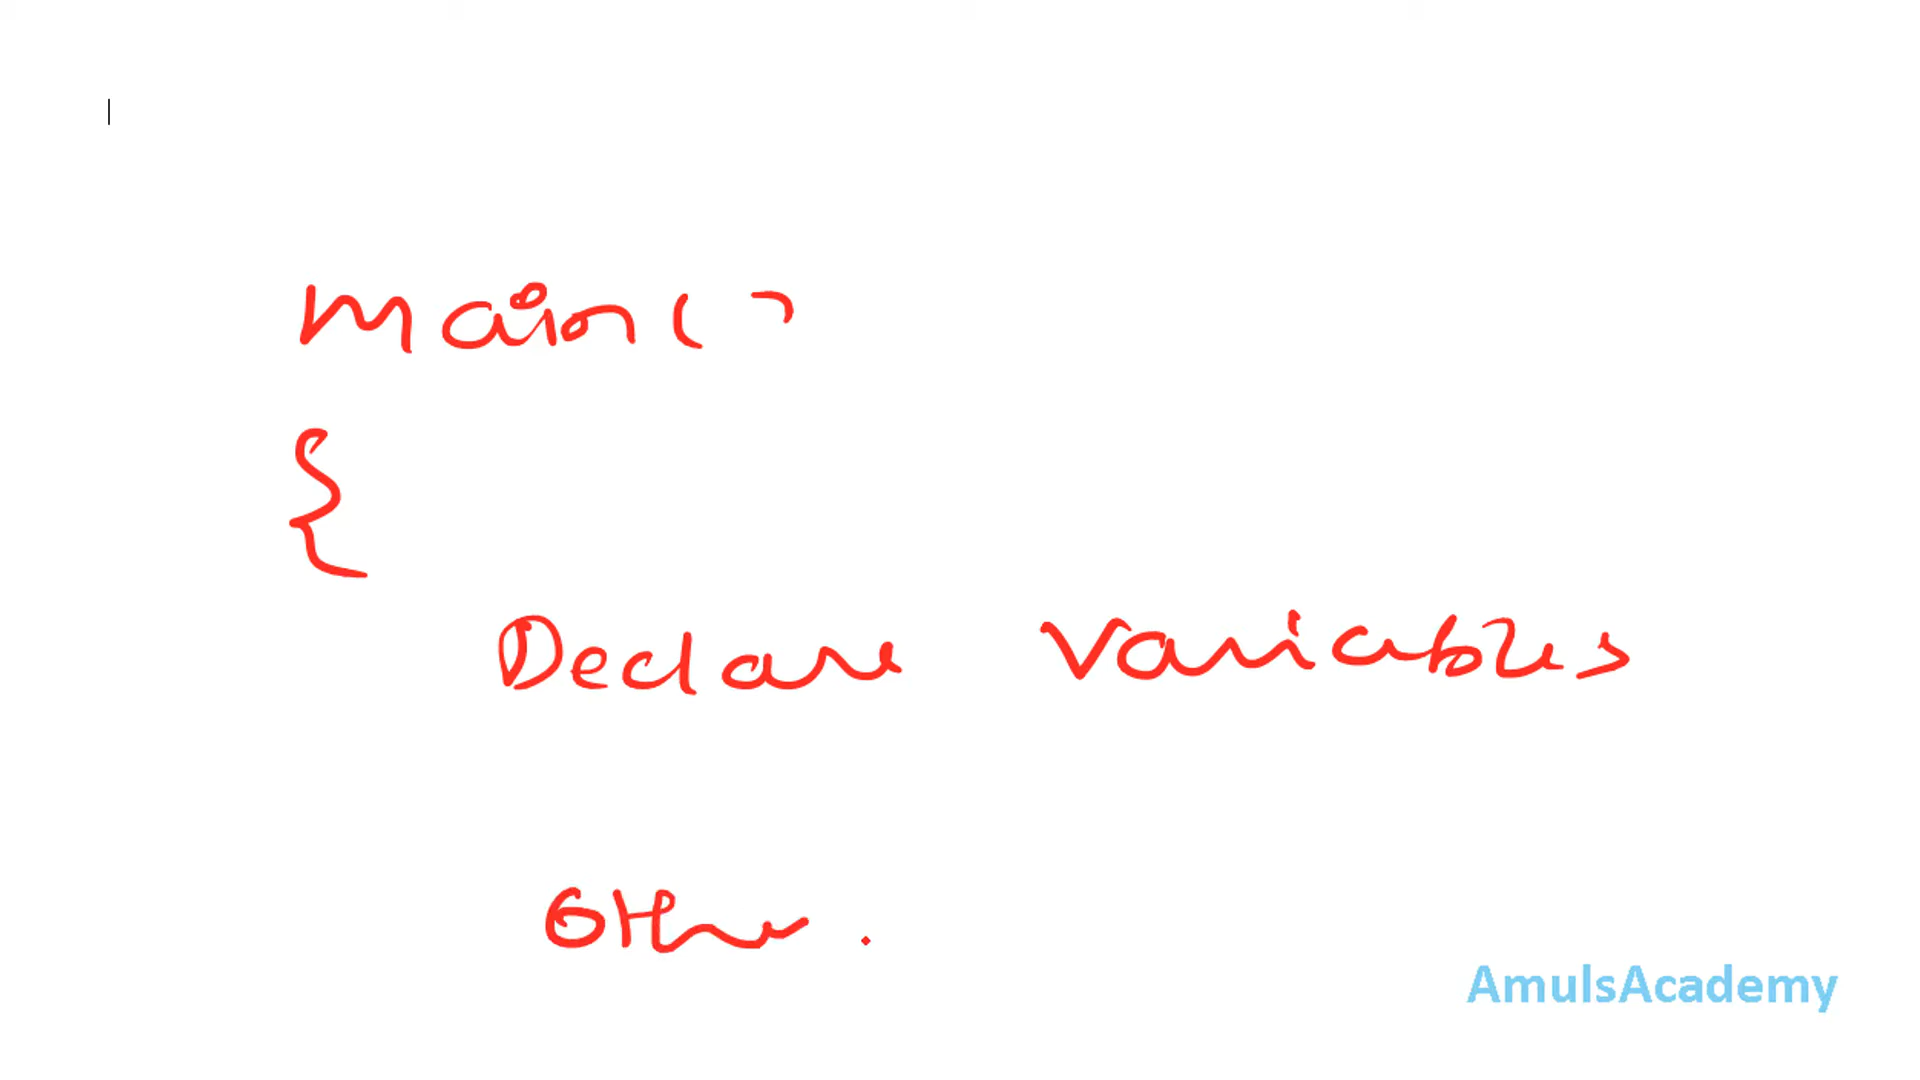 main()
{
Declare Variables
Other
AmulsAcademy